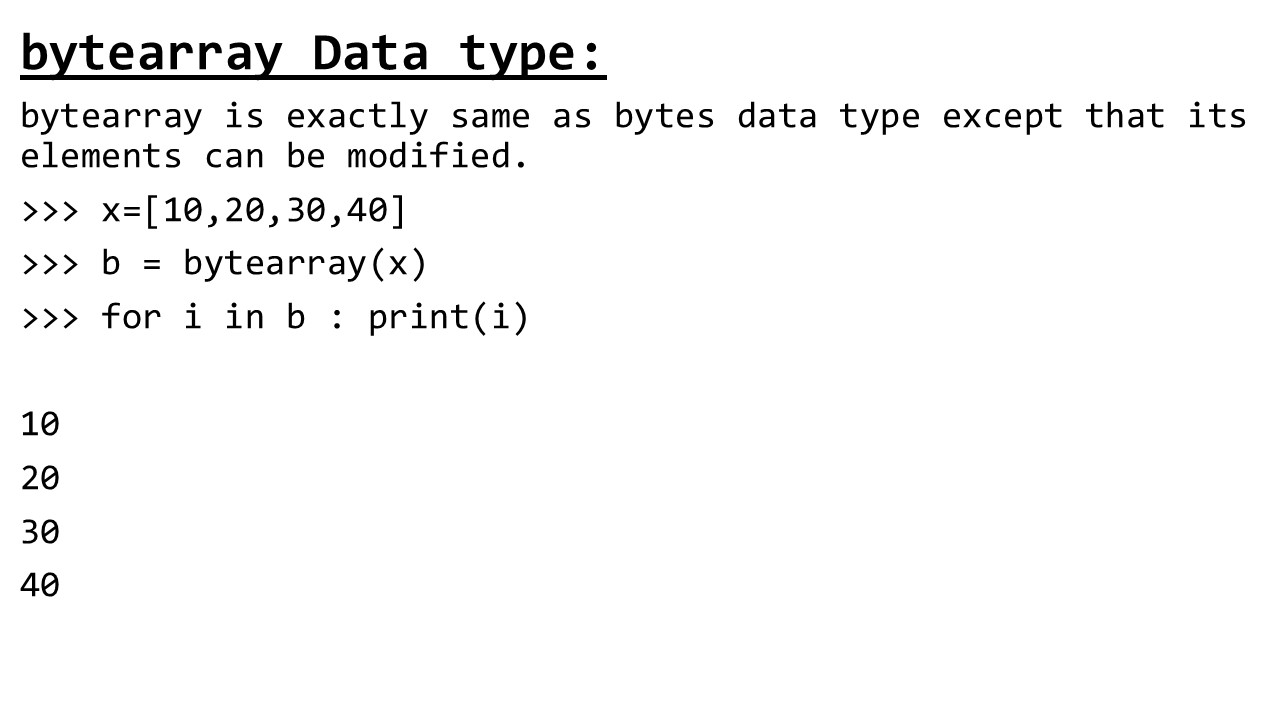 bytearray Data type:
bytearray is exactly same as bytes data type except that its
elements can be modified.
>>> x=[10,20,30,40]
>>> b = bytearray(x)
>>> for i in b : print(i)
10
20
30
40